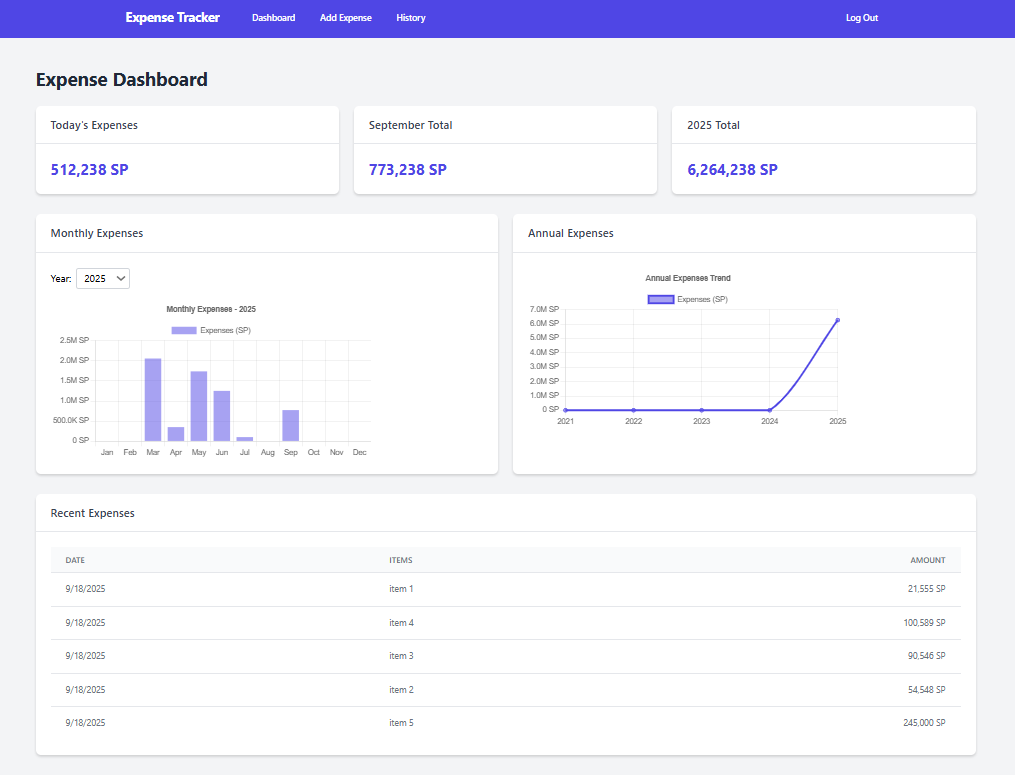 Expense Tracker Dashboard Add Expense History Log Out
Expense Dashboard
Today's Expenses
512,238 SP
September Total
773,238 SP
2025 Total
6,264,238 SP
Monthly Expenses
Year: 2025
Monthly Expenses - 2025
Expenses (SP)
2.5M SP
2.0M SP
1.5M SP
1.0M SP
500.0K SP
0 SP
Jan Feb Mar Apr May Jun Jul Aug Sep Oct Nov Dec
Annual Expenses
Annual Expenses Trend
Expenses (SP)
7.0M SP
6.0M SP
5.0M SP
4.0M SP
3.0M SP
2.0M SP
1.0M SP
0 SP
2021 2022 2023 2024 2025
Recent Expenses
DATE ITEMS AMOUNT
9/18/2025 item 1 21,555 SP
9/18/2025 item 4 100,589 SP
9/18/2025 item 3 90,546 SP
9/18/2025 item 2 54,548 SP
9/18/2025 item 5 245,000 SP